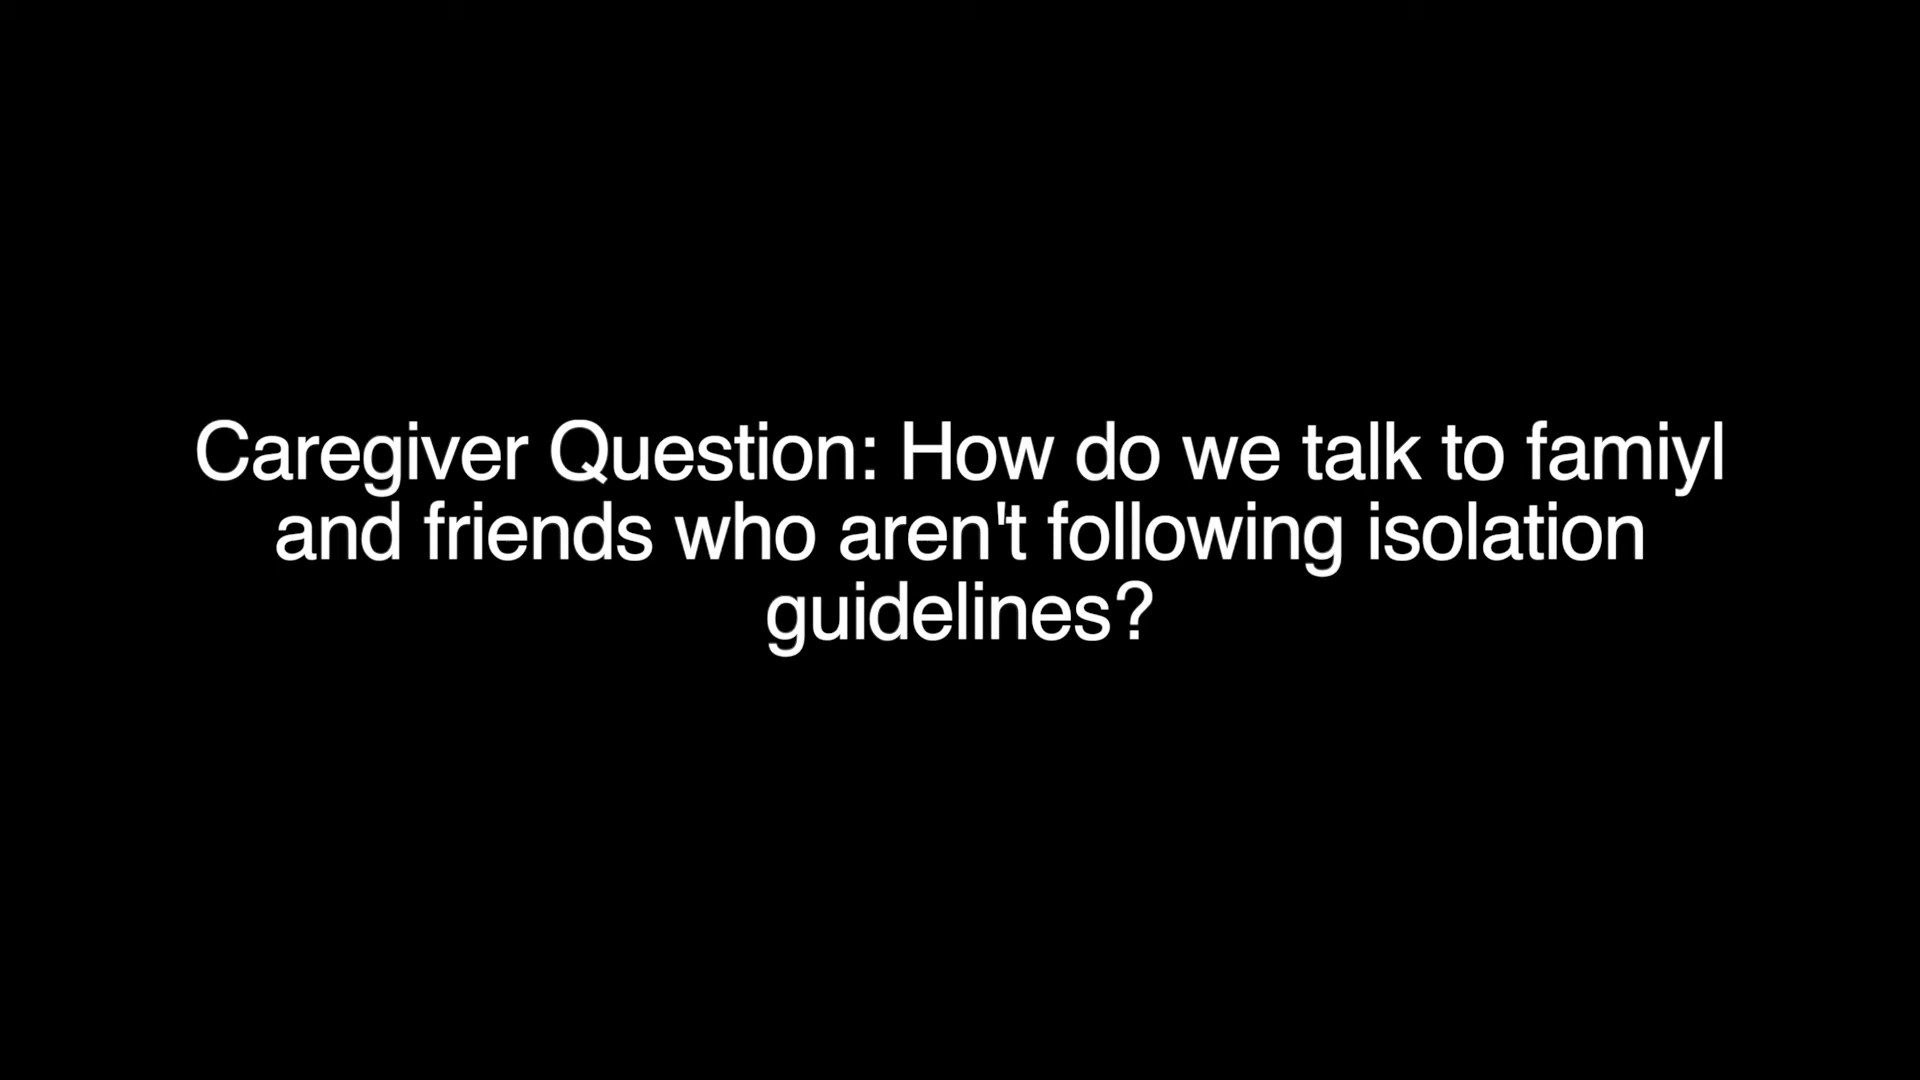 Caregiver Question: How do we talk to famiyl
and friends who aren't following isolation
guidelines?